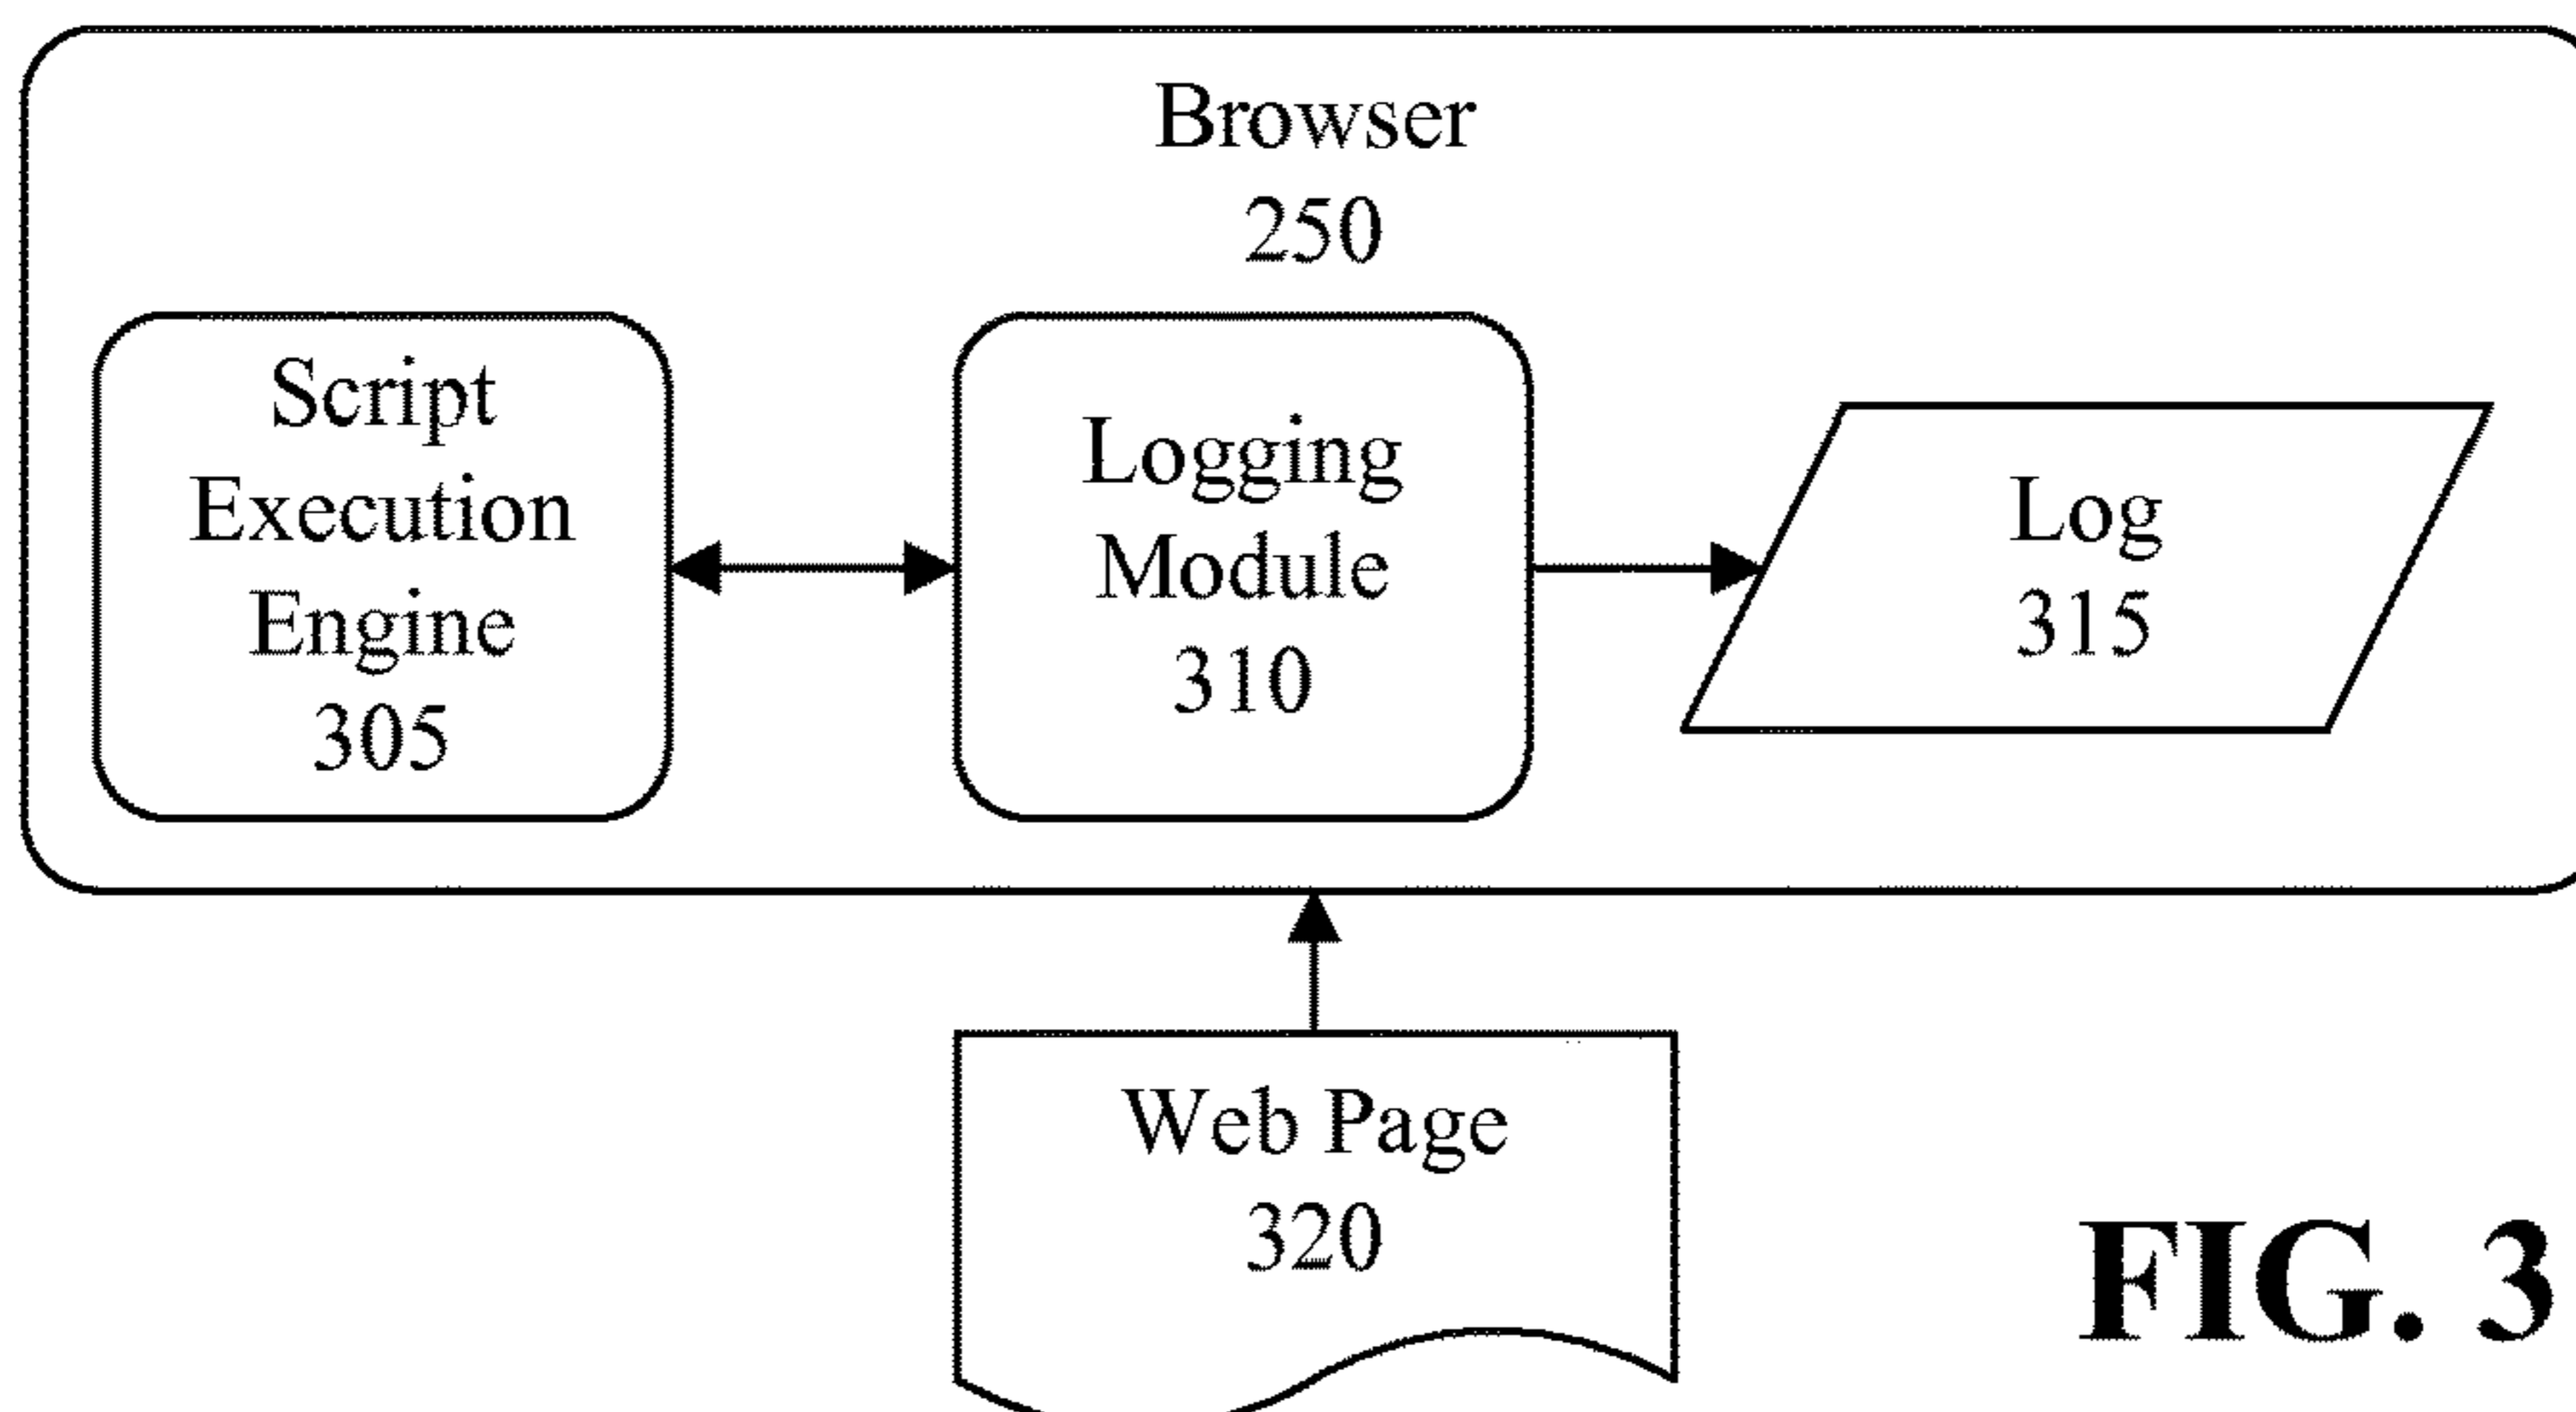 Browser
250
Script
Execution
Engine
305
Logging
Module
310
Log
315
Web Page
320
FIG. 3